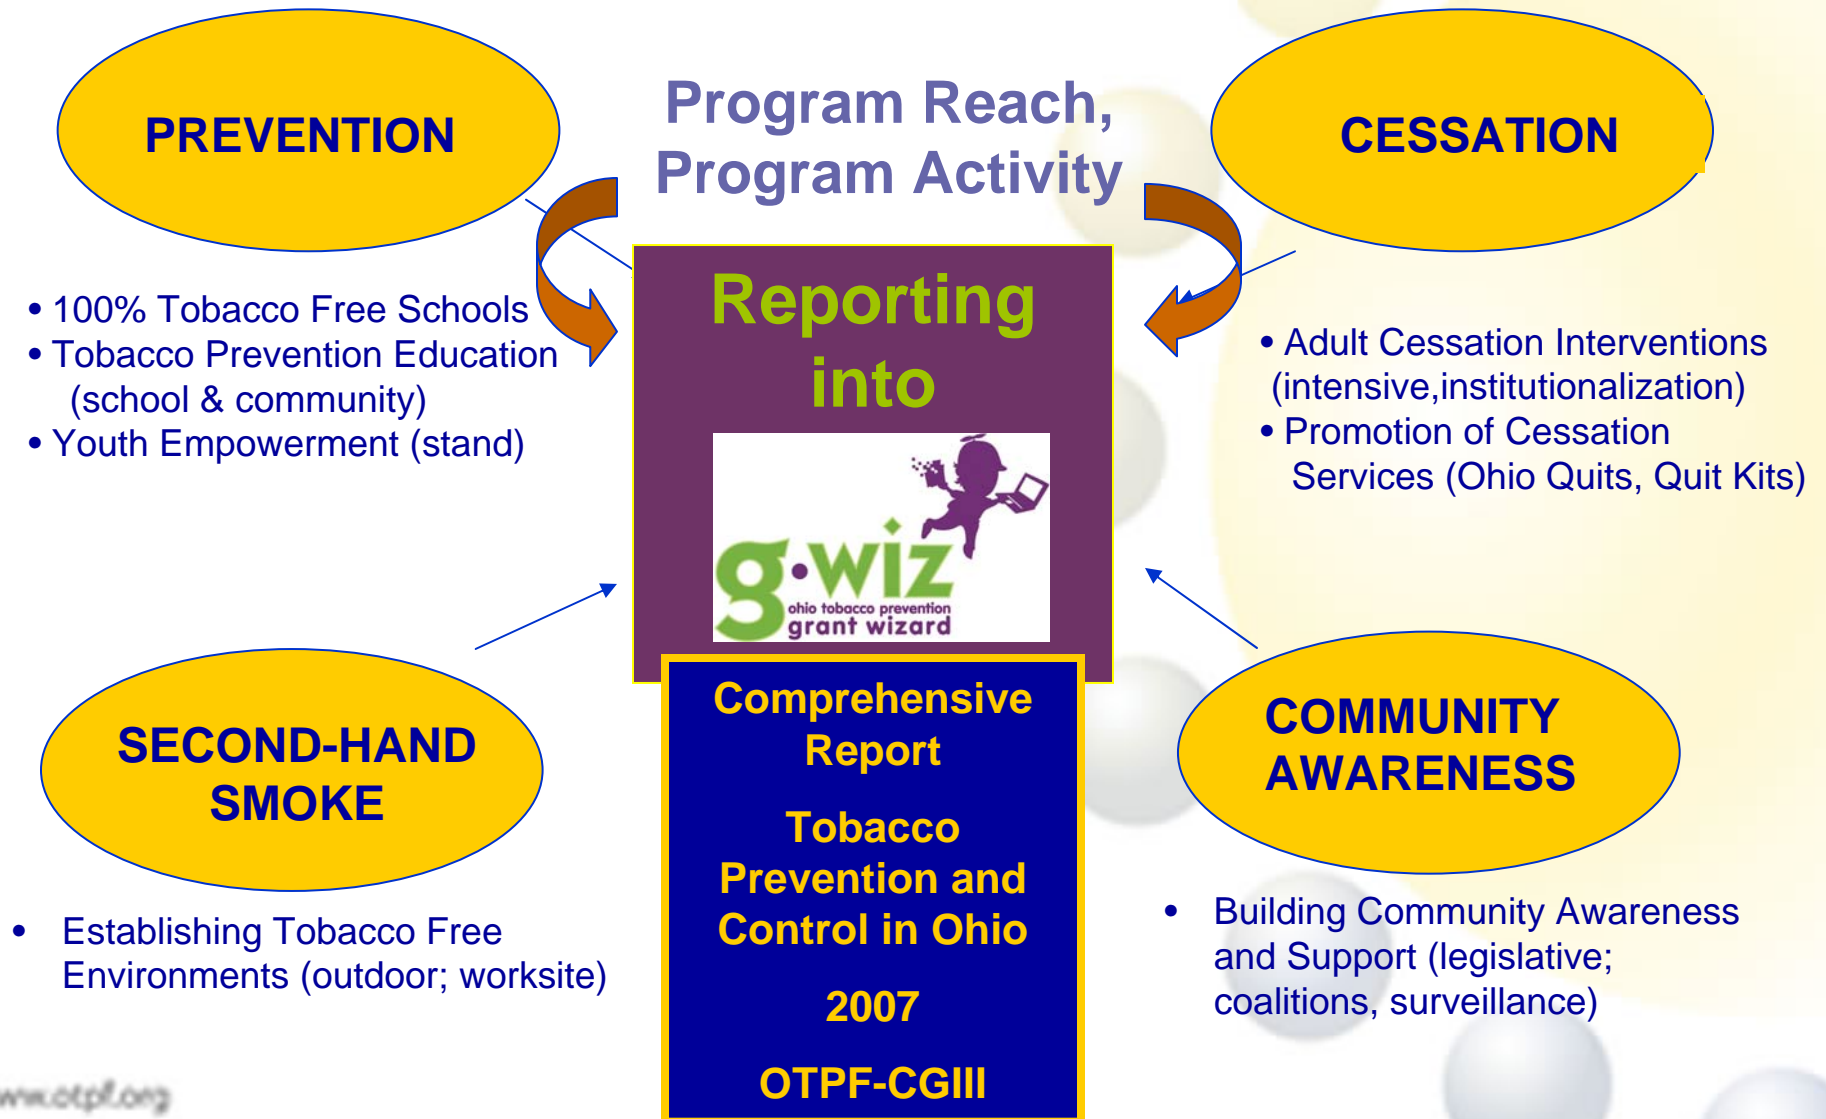 PREVENTION
Program Reach,
Program Activity
CESSATION
• 100% Tobacco Free Schools
• Tobacco Prevention Education
(school & community)
• Youth Empowerment (stand)
Reporting
into
g·wiz
ohio tobacco prevention
grant wizard
• Adult Cessation Interventions
(intensive,institutionalization)
• Promotion of Cessation
Services (Ohio Quits, Quit Kits)
SECOND-HAND
SMOKE
• Establishing Tobacco Free
Environments (outdoor; worksite)
Comprehensive
Report
Tobacco
Prevention and
Control in Ohio
2007
OTPF-CGIII
COMMUNITY
AWARENESS
• Building Community Awareness
and Support (legislative;
coalitions, surveillance)
www.otpf.org